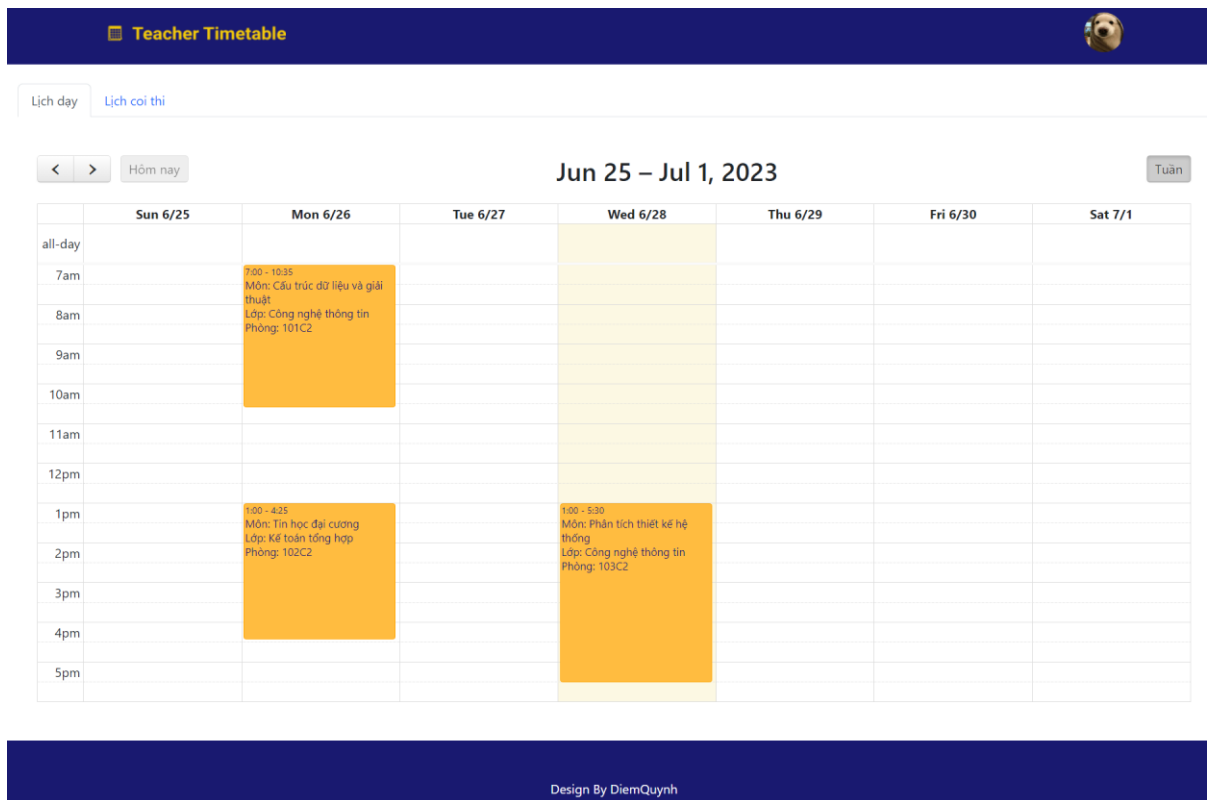 Teacher Timetable
Lịch dạy
Lịch coi thi
Hôm nay
Jun 25 – Jul 1, 2023
Tuần
Sun 6/25
Mon 6/26
Tue 6/27
Wed 6/28
Thu 6/29
Fri 6/30
Sat 7/1
all-day
7am
8am
9am
10am
11am
12pm
1pm
2pm
3pm
4pm
5pm
7:00 - 10:35
Môn: Cấu trúc dữ liệu và giải
thuật
Lớp: Công nghệ thông tin
Phòng: 101C2
1:00 - 4:25
Môn: Tin học đại cương
Lớp: Kế toán tổng hợp
Phòng: 102C2
1:00 - 5:30
Môn: Phân tích thiết kế hệ
thống
Lớp: Công nghệ thông tin
Phòng: 103C2
Design By DiemQuynh